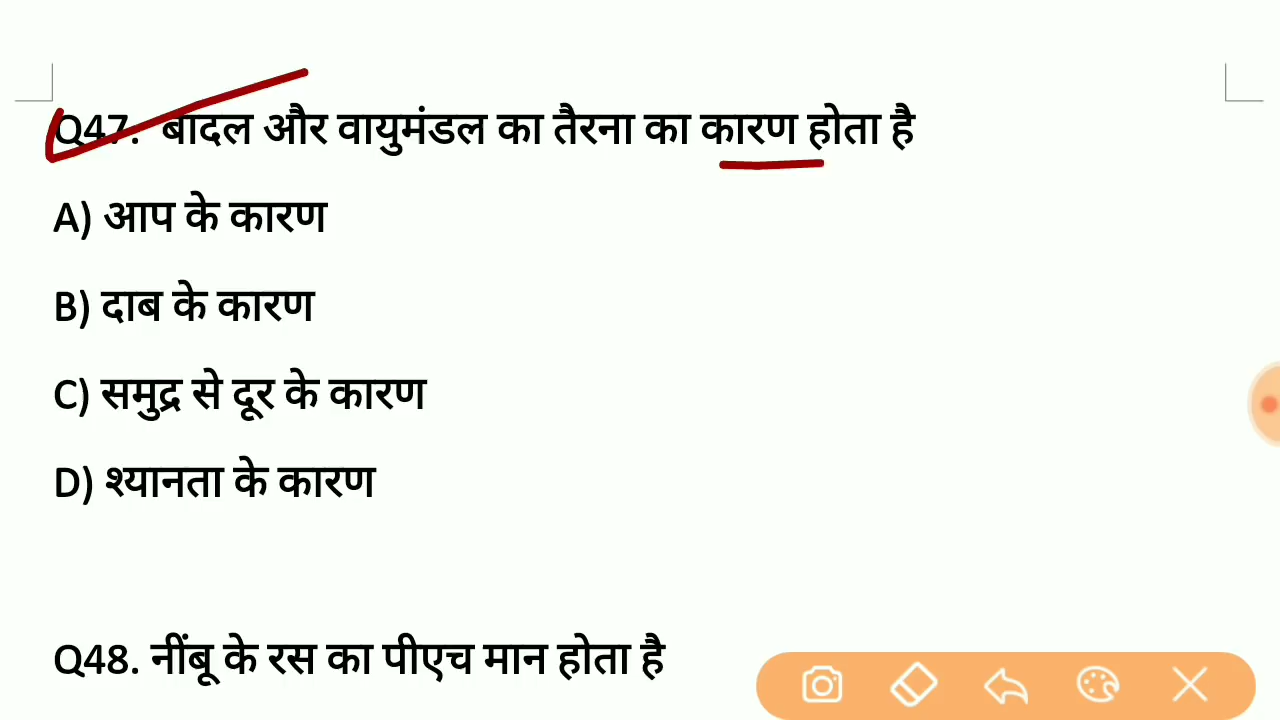 Q47. बादल और वायुमंडल का तैरना का कारण होता है
A) आप के कारण
B) दाब के कारण
C) समुद्र से दूर के कारण
D) श्यानता के कारण
Q48. नींबू के रस का पीएच मान होता है